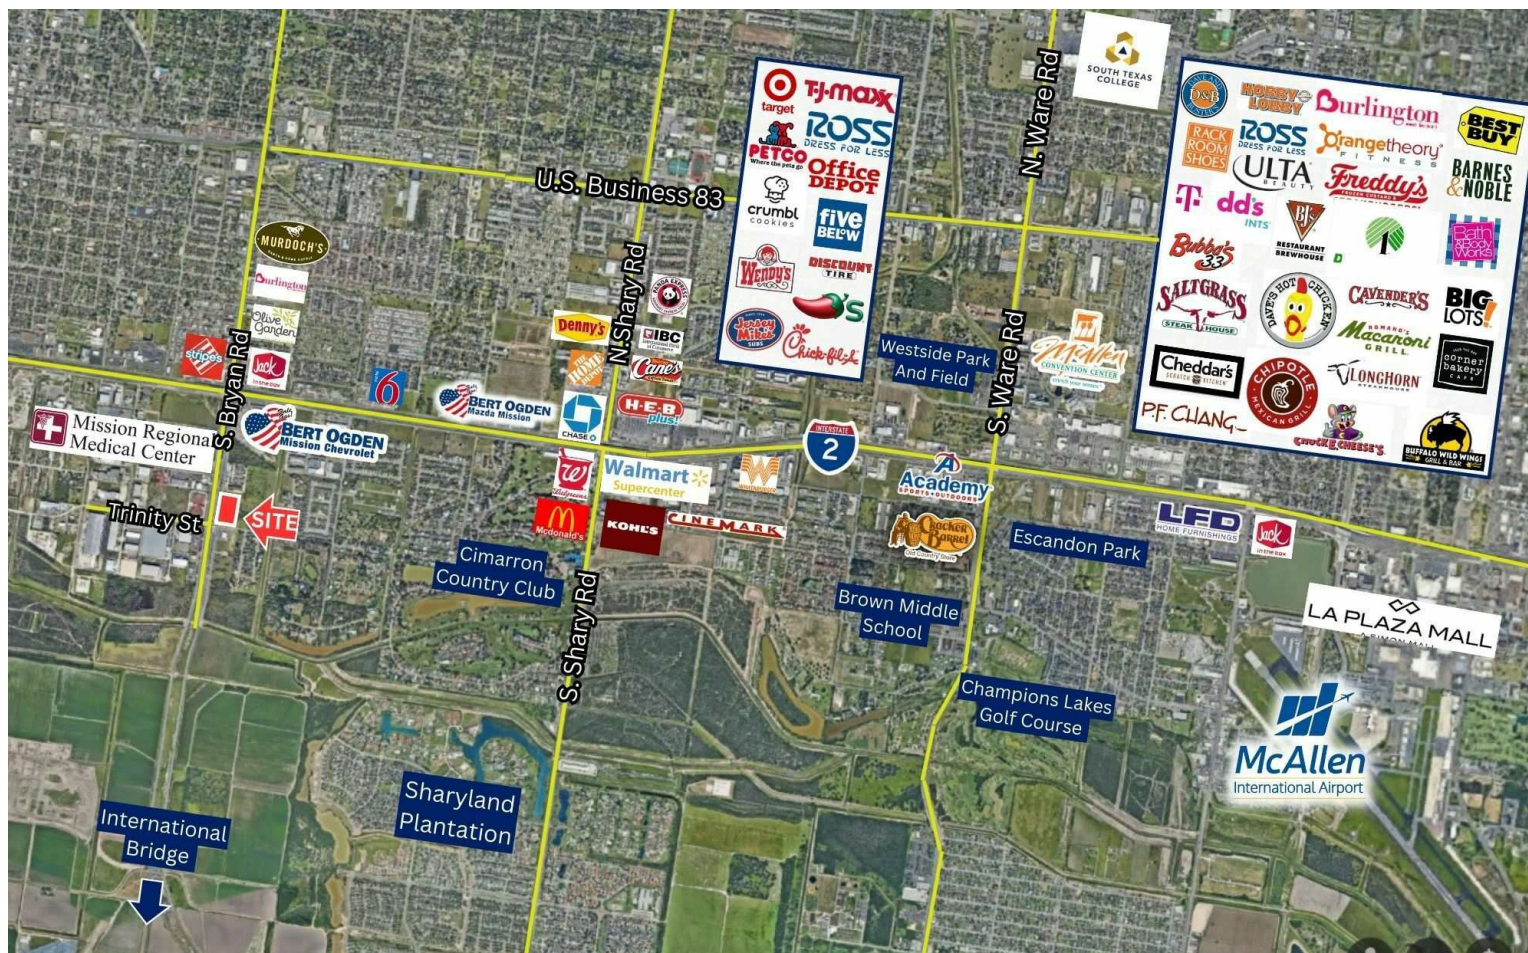 N. Ware Rd
SOUTH TEXAS
COLLEGE
target
T.J.maxx
PETCO
Where the pets go
ROSS
DRESS FOR LESS
Office
DEPOT
crumbl
cookies
five
BELOW
WENDY'S
DISCOUNT
TIRE
'S
Jersey
Mike's
SUBS
Chick-fil-A
D&B
HOBBY
LOBBY
Burlington
BEST
BUY
RACK
ROOM
SHOES
ROSS
DRESS FOR LESS
Orangetheory
FITNESS
ULTA
BEAUTY
Freddy's
BARNES
&NOBLE
T
dd's
INTS
BJ's
RESTAURANT
BREWHOUSE
D
1
Bath
&Body
Works
Bubba's
33
SALTGRASS
STEAK HOUSE
DAVE'S HOT CHICKEN
CAVENDER'S
BIG
LOTS!
ROMANO'S
Macaroni
GRILL
Cheddar's
SCRATCH KITCHEN
CHIPOTLE
MEXICAN GRILL
LONGHORN
STEAKHOUSE
corner
bakery
CAFE
P.F. CHANG
CHUCK E. CHEESE'S
BUFFALO WILD WINGS
GRILL & BAR
U.S. Business 83
MURDOCH'S
Burlington
Olive
Garden
stripes
Jack
in the box
S. Bryan Rd
6
BERT OGDEN
Mazda Mission
BERT OGDEN
Mission Chevrolet
Mission Regional
Medical Center
Trinity St
SITE
N. Shary Rd
PANDA EXPRESS
Denny's
IBC
THE HOME DEPOT
Cane's
CHASE
H-E-B
plus!
Walgreens
Walmart
Supercenter
WHATABURGER
McDonald's
KOHL'S
CINEMARK
INTERSTATE
2
Westside Park
And Field
S. Ware Rd
McAllen
CONVENTION CENTER
Academy
SPORTS+OUTDOORS
Cracker
Barrel
Old Country Store
Escandon Park
LFD
HOME FURNISHINGS
Jack
in the box
Cimarron
Country Club
S. Shary Rd
Brown Middle
School
LA PLAZA MALL
A SIMON MALL
Champions Lakes
Golf Course
McAllen
International Airport
Sharyland
Plantation
International
Bridge